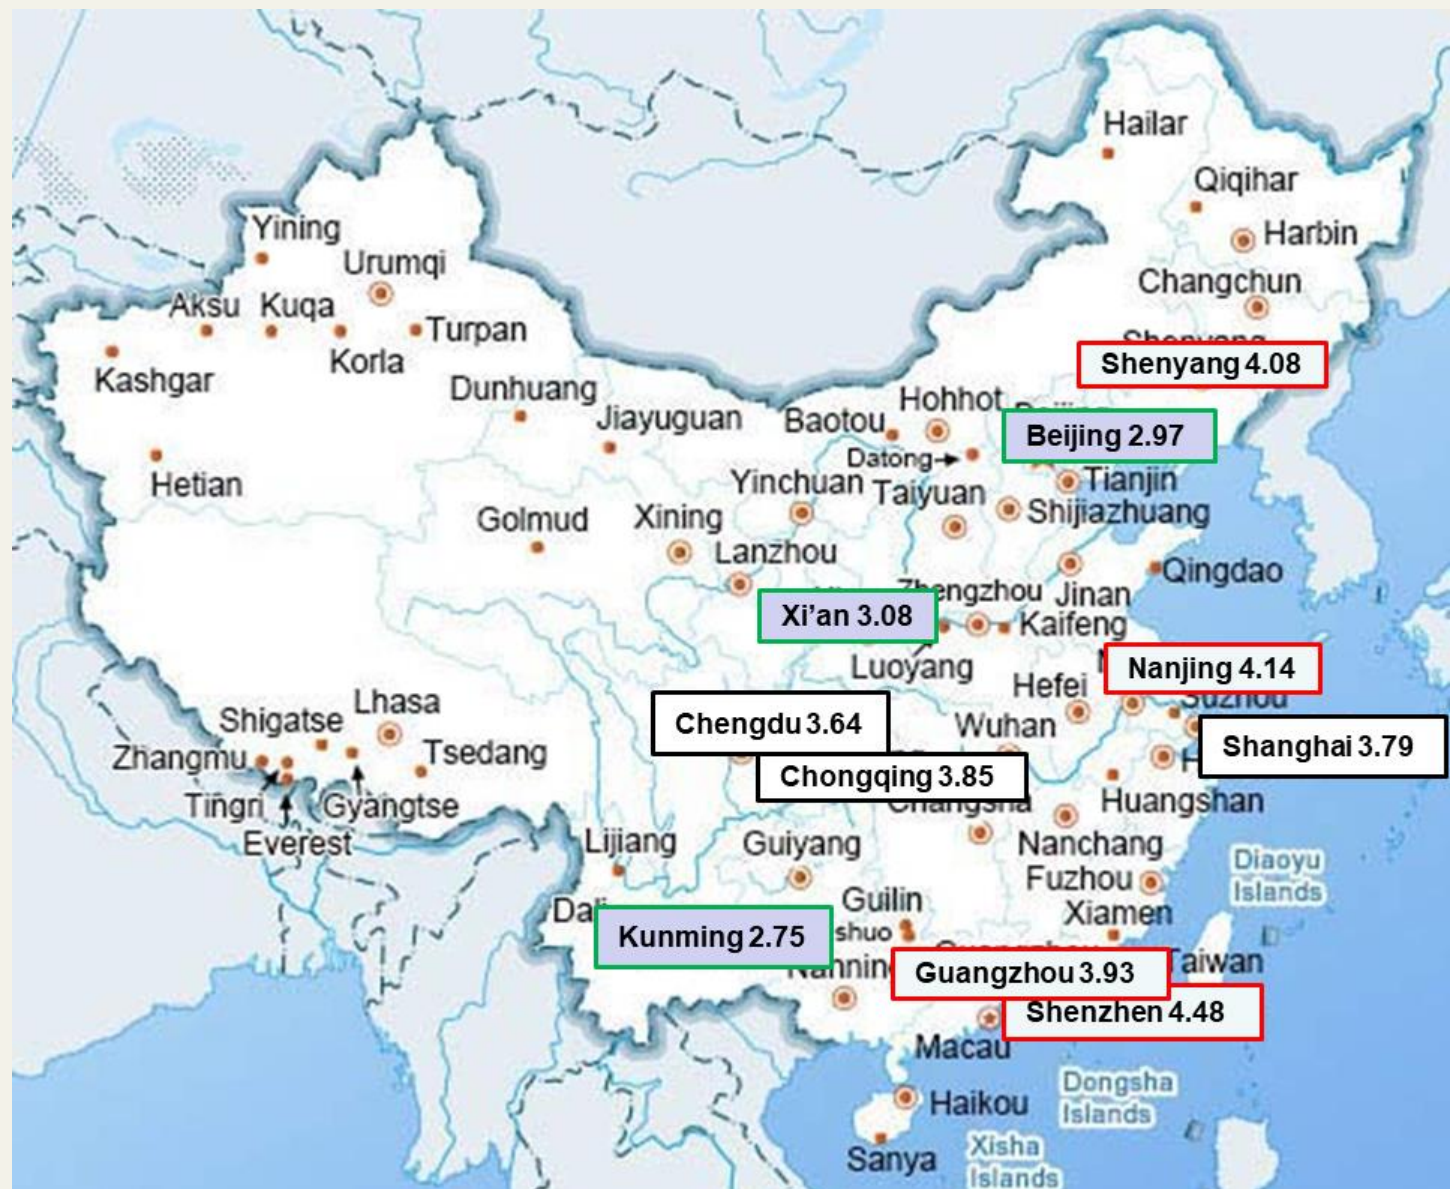 Hailar
Qiqihar
Harbin
Yining
Urumqi
Changchun
Aksu
Kuqa
Turpan
Korla
Kashgar
Shenyang 4.08
Dunhuang
Jiayuguan
Baotou
Hohhot
Beijing 2.97
Datong
Hetian
Yinchuan
Taiyuan
Tianjin
Shijiazhuang
Golmud
Xining
Lanzhou
Qingdao
Zhengzhou
Jinan
Xi'an 3.08
Kaifeng
Luoyang
Nanjing 4.14
Hefei
Suzhou
Lhasa
Shigatse
Chengdu 3.64
Wuhan
Shanghai 3.79
Zhangmu
Tsedang
Chongqing 3.85
Tingri
Gyangtse
Changsha
Huangshan
Everest
Lijiang
Guiyang
Nanchang
Diaoyu
Islands
Fuzhou
Guilin
Xiamen
Kunming 2.75
shuo
Taiwan
Guangzhou 3.93
Shenzhen 4.48
Macau
Dongsha
Islands
Haikou
Sanya
Xisha
Islands